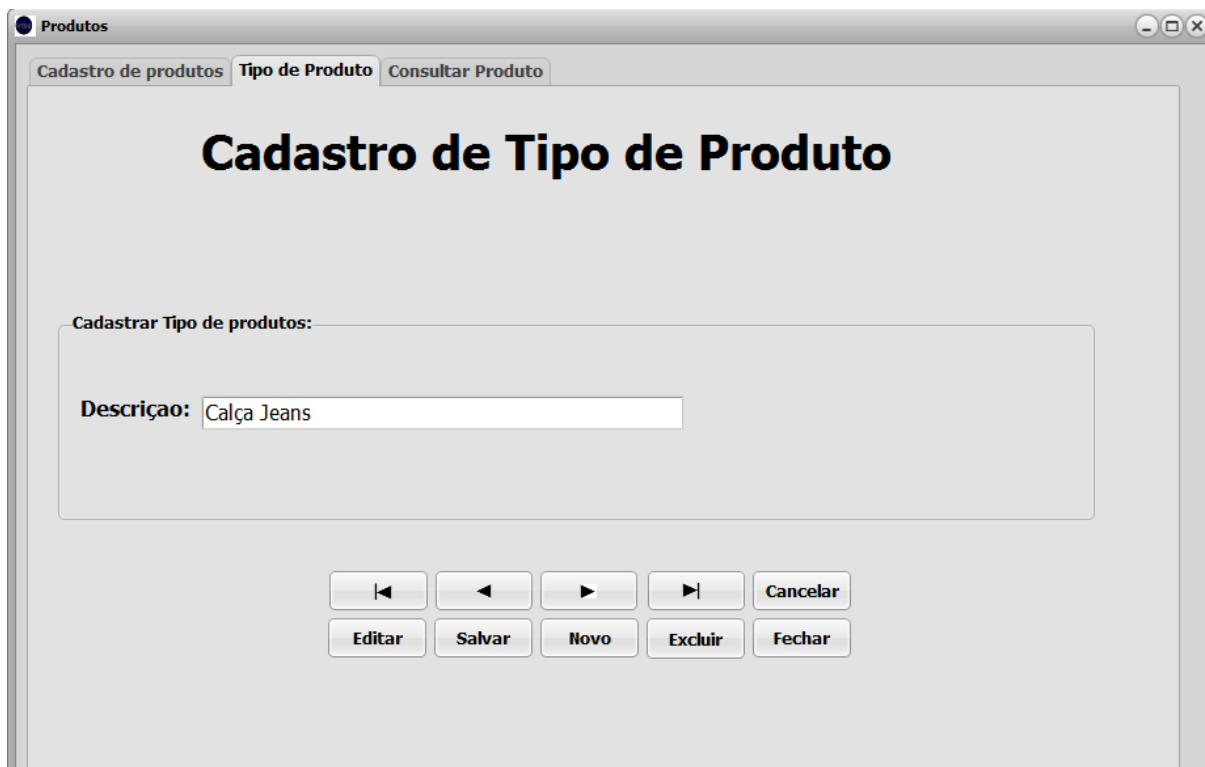 Produtos
Cadastro de produtos Tipo de Produto Consultar Produto
Cadastro de Tipo de Produto
Cadastrar Tipo de produtos:
Descriçao: Calça Jeans
Cancelar
Editar Salvar Novo Excluir Fechar